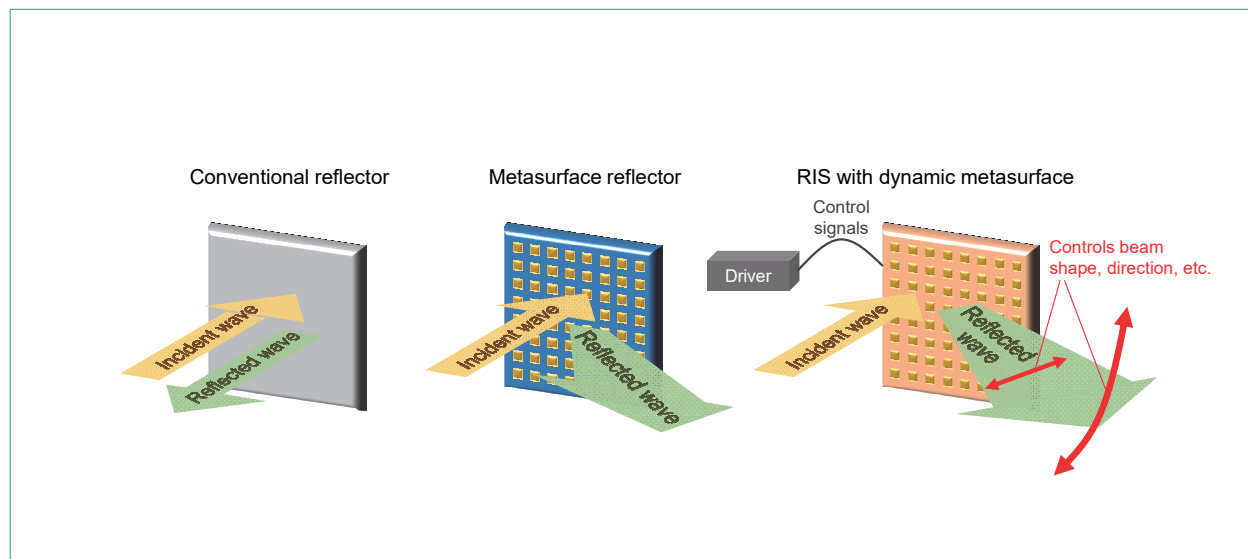 Conventional reflector
Incident wave
Reflected wave
Metasurface reflector
Incident wave
Reflected wave
RIS with dynamic metasurface
Control
signals
Driver
Incident wave
Reflected
wave
Controls beam
shape, direction, etc.